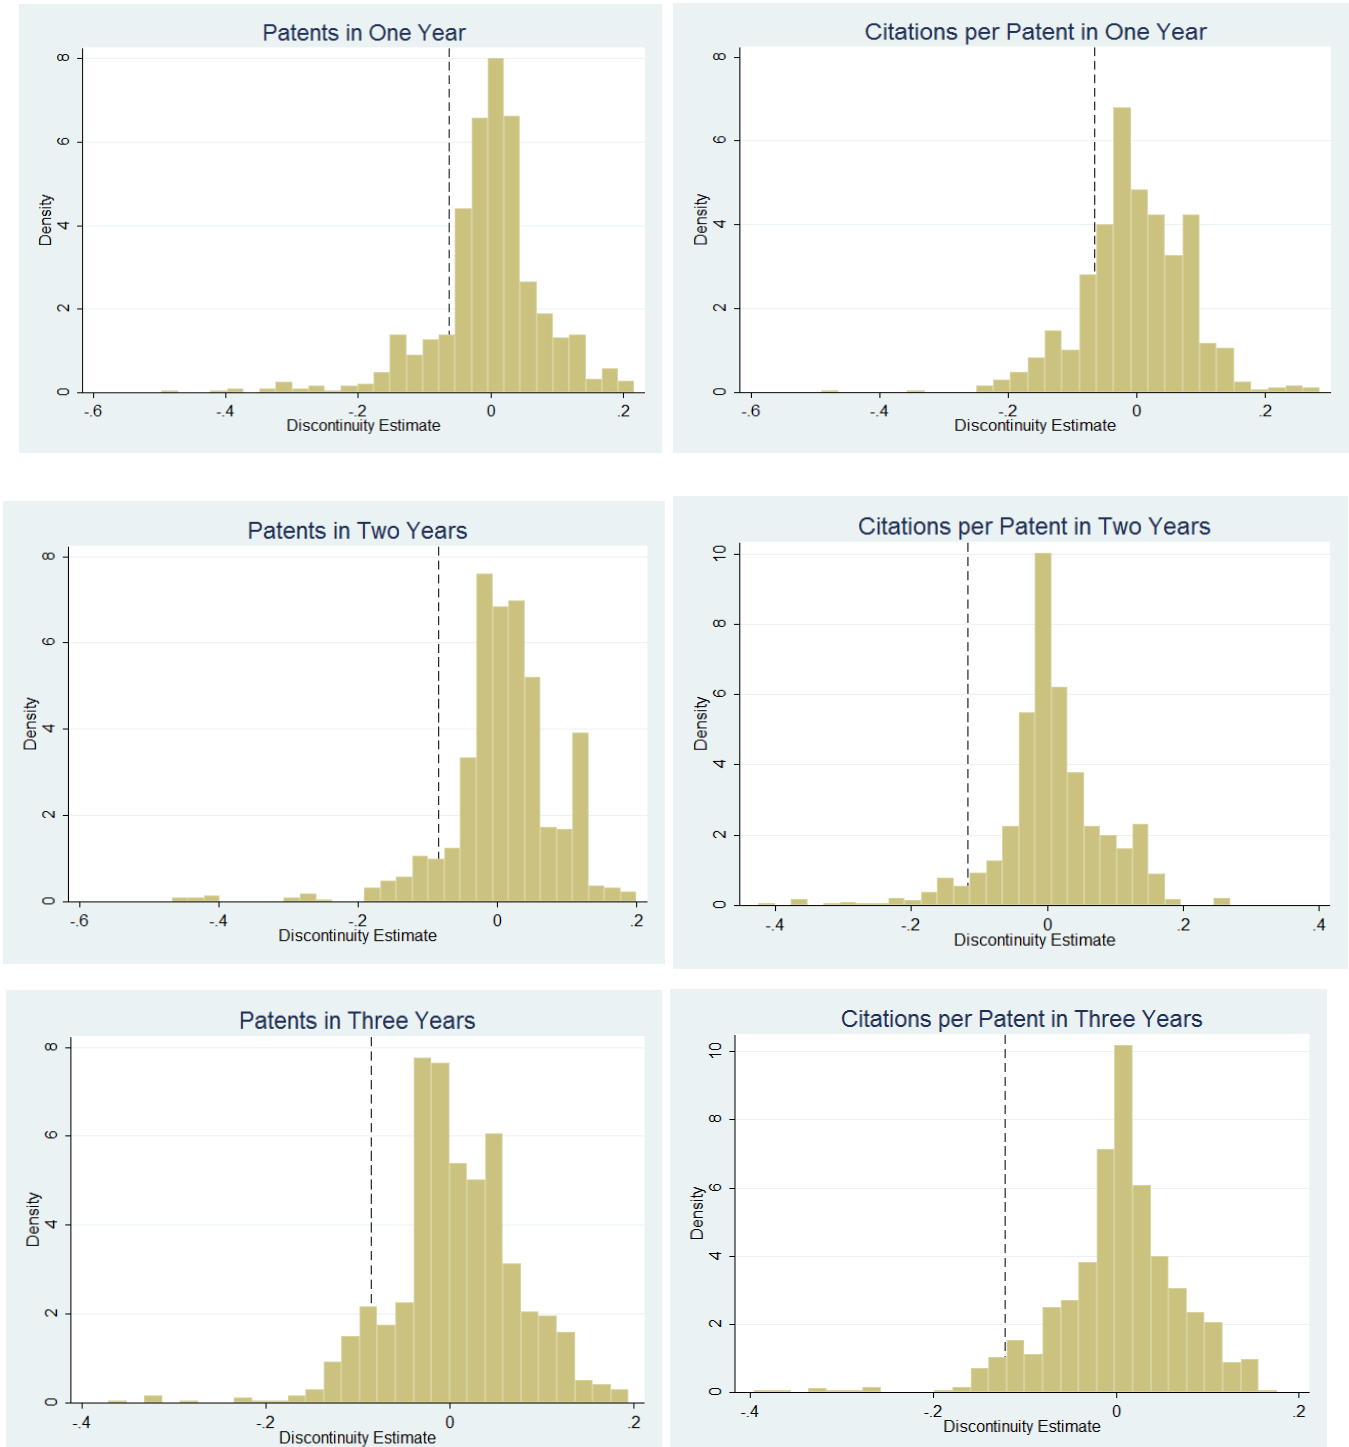 Patents in One Year
Density
8
6
4
2
0
-.6 -.4 -.2 0 .2
Discontinuity Estimate
Citations per Patent in One Year
Density
8
6
4
2
0
-.6 -.4 -.2 0 .2
Discontinuity Estimate
Patents in Two Years
Density
8
6
4
2
0
-.6 -.4 -.2 0 .2
Discontinuity Estimate
Citations per Patent in Two Years
Density
10
8
6
4
2
0
-.4 -.2 0 .2 .4
Discontinuity Estimate
Patents in Three Years
Density
8
6
4
2
0
-.4 -.2 0 .2
Discontinuity Estimate
Citations per Patent in Three Years
Density
10
8
6
4
2
0
-.4 -.2 0 .2
Discontinuity Estimate